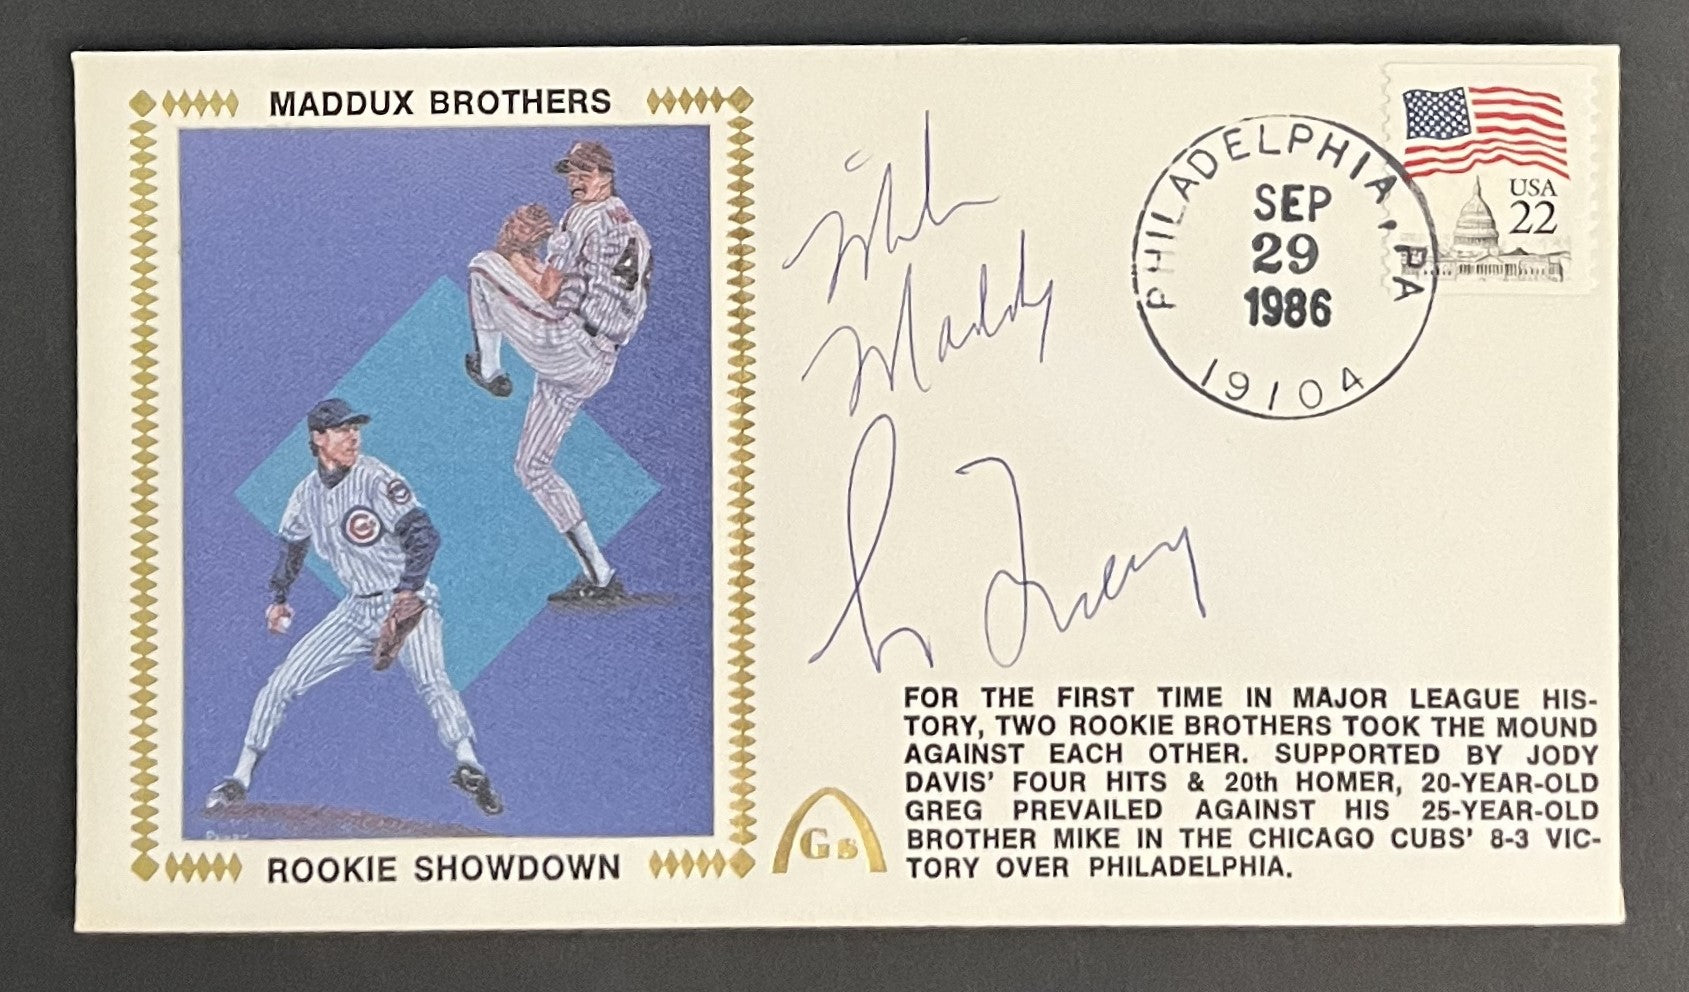 MADDUX BROTHERS
44
C
ROOKIE SHOWDOWN
Mike
Maddux
PHILADELPHIA, PA
SEP
29
1986
19104
USA
22
Gs
FOR THE FIRST TIME IN MAJOR LEAGUE HIS-
TORY, TWO ROOKIE BROTHERS TOOK THE MOUND
AGAINST EACH OTHER. SUPPORTED BY JODY
DAVIS' FOUR HITS & 20th HOMER, 20-YEAR-OLD
GREG PREVAILED AGAINST HIS 25-YEAR-OLD
BROTHER MIKE IN THE CHICAGO CUBS' 8-3 VIC-
TORY OVER PHILADELPHIA.